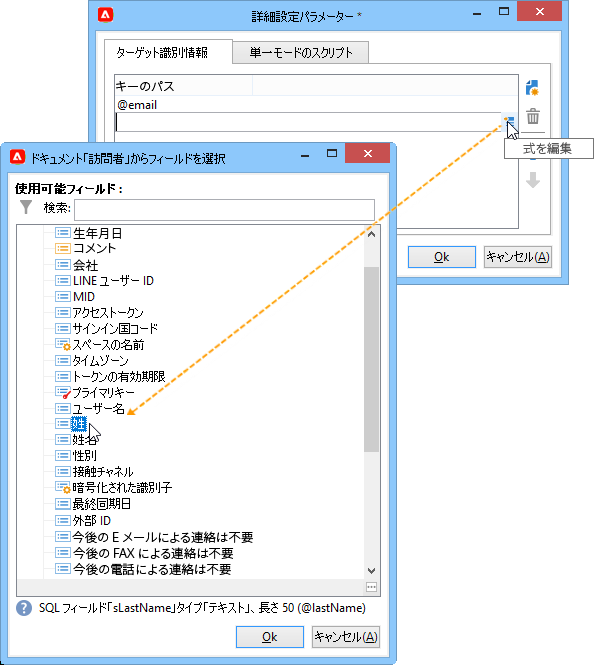 詳細設定パラメーター *
ターゲット識別情報
単一モードのスクリプト
キーのパス
@email
式を編集
Ok
キャンセル(A)
ドキュメント「訪問者」からフィールドを選択
使用可能フィールド :
検索:
生年月日
コメント
会社
LINE ユーザー ID
MID
アクセストークン
サインイン国コード
スペースの名前
タイムゾーン
トークンの有効期限
プライマリキー
ユーザー名
姓
姓名
性別
接触チャネル
暗号化された識別子
最終同期日
外部 ID
今後の E メールによる連絡は不要
今後の FAX による連絡は不要
今後の電話による連絡は不要
SQL フィールド「sLastName」タイプ「テキスト」、長さ 50 (@lastName)
Ok
キャンセル(A)